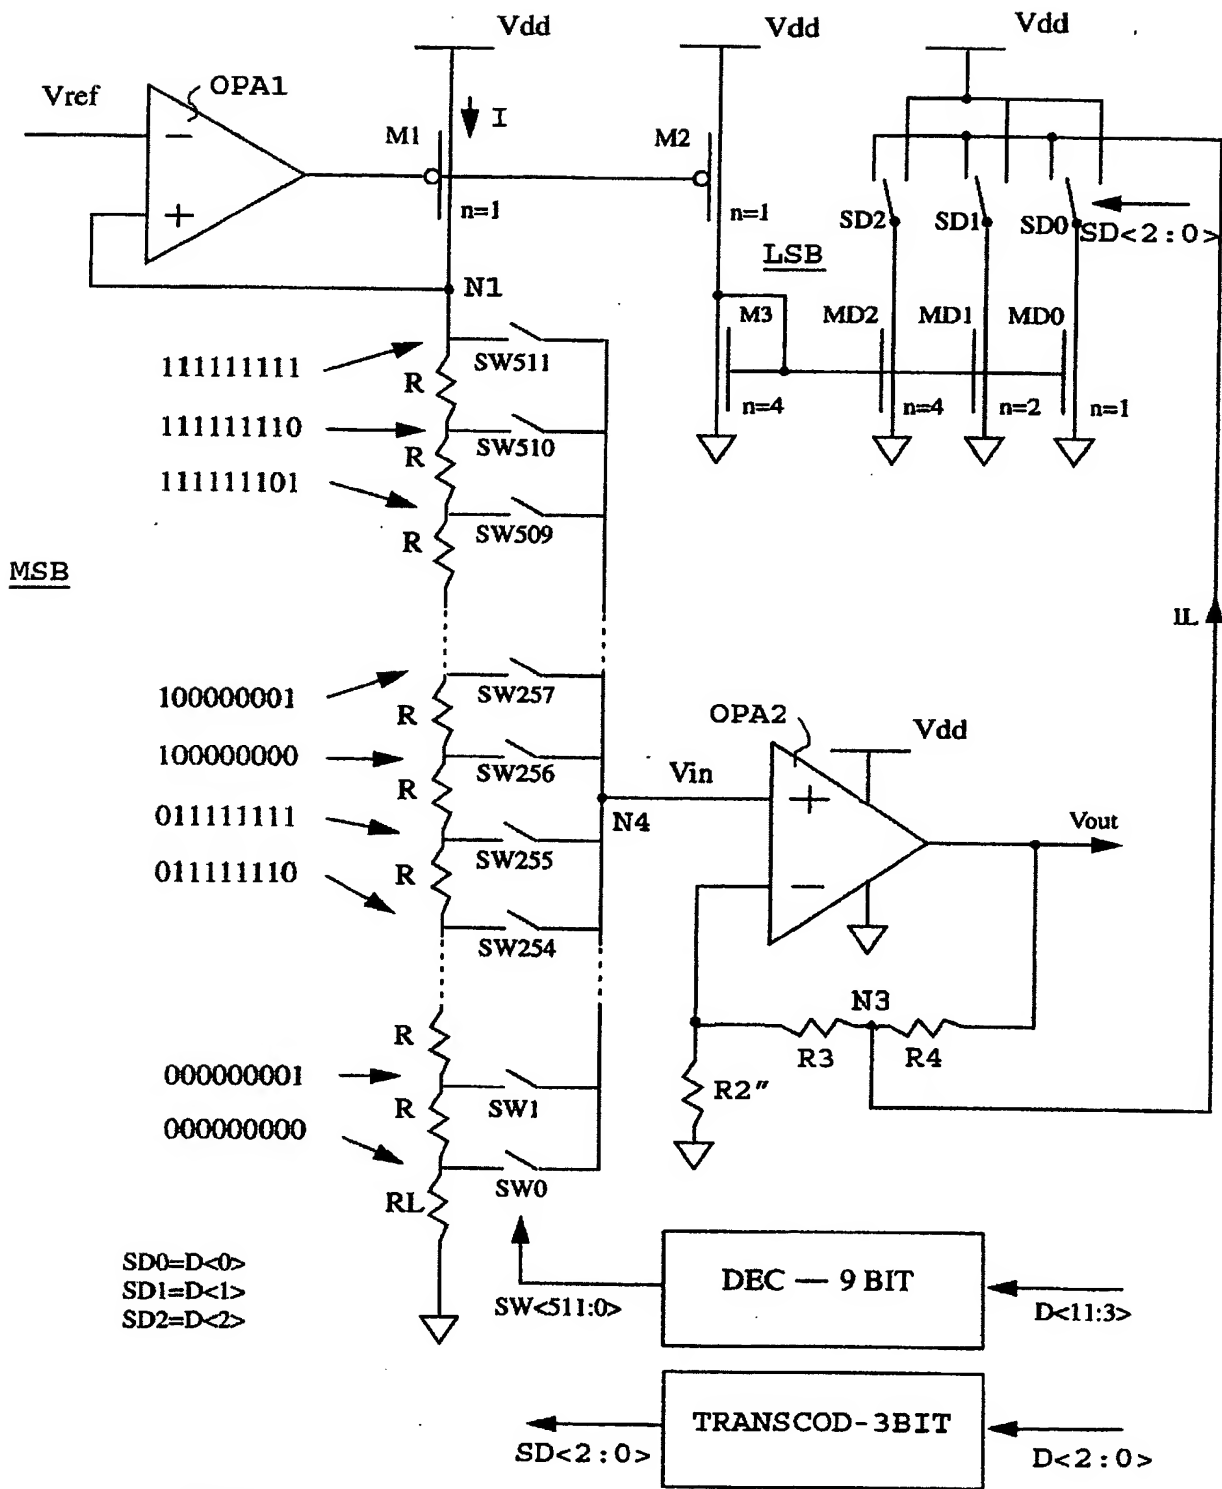 Vdd
Vdd
Vdd
Vref
OPA1
I
M1
M2
n=1
n=1
SD2
SD1
SD0
SD<2:0>
LSB
N1
M3
MD2
MD1
MD0
n=4
n=4
n=2
n=1
111111111
R
SW511
111111110
R
SW510
111111101
R
SW509
MSB
IL
100000001
R
SW257
OPA2
Vdd
100000000
R
SW256
Vin
N4
Vout
011111111
R
SW255
011111110
SW254
N3
R
R3
R4
R2"
000000001
R
SW1
000000000
RL
SW0
SD0=D<0>
SD1=D<1>
SD2=D<2>
SW<511:0>
DEC — 9 BIT
D<11:3>
SD<2:0>
TRANSCOD-3BIT
D<2:0>